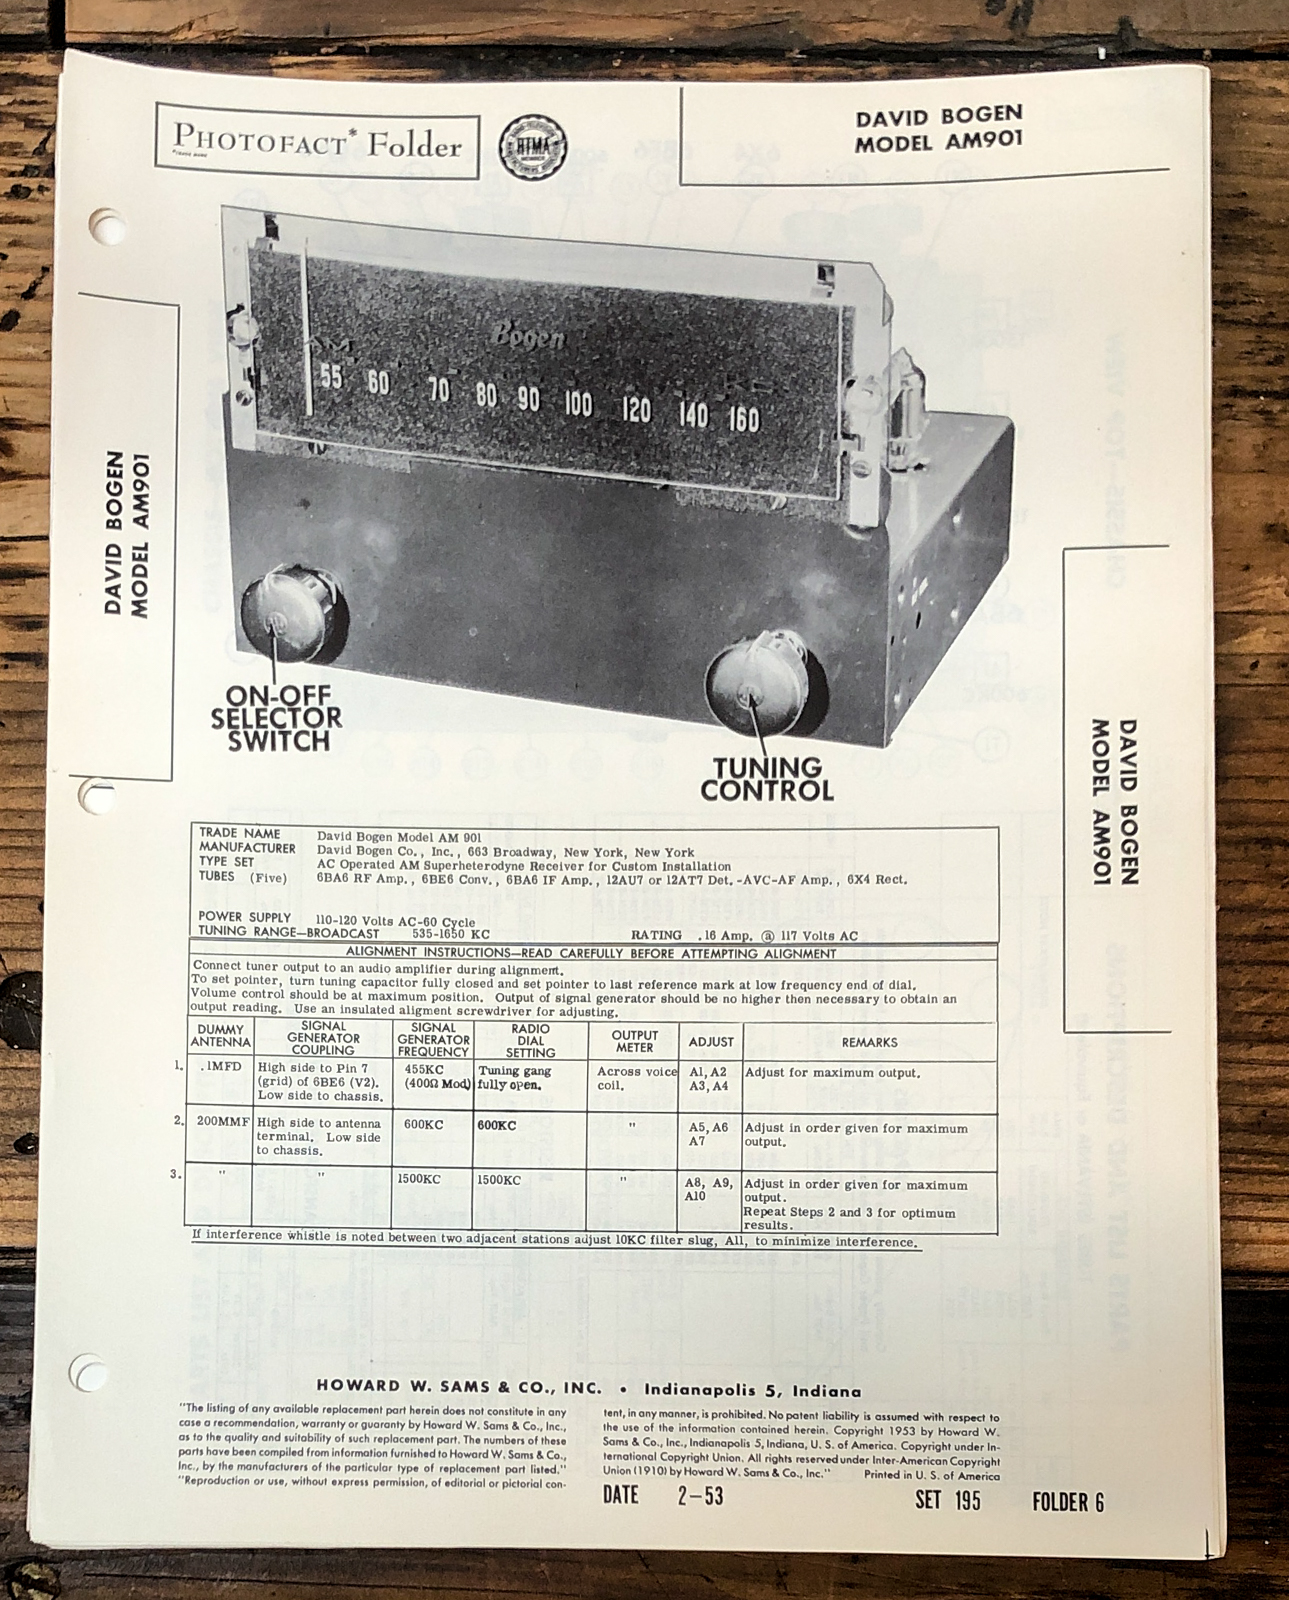 PHOTOFACT* Folder
*TRADE MARK
RTMA
DAVID BOGEN
MODEL AM901
DAVID BOGEN
MODEL AM901
AM
Bogen
KC
55 60 70 80 90 100 120 140 160
ON-OFF
SELECTOR
SWITCH
TUNING
CONTROL
DAVID BOGEN
MODEL AM901
TRADE NAME David Bogen Model AM 901
MANUFACTURER David Bogen Co., Inc., 663 Broadway, New York, New York
TYPE SET AC Operated AM Superheterodyne Receiver for Custom Installation
TUBES (Five) 6BA6 RF Amp., 6BE6 Conv., 6BA6 IF Amp., 12AU7 or 12AT7 Det.-AVC-AF Amp., 6X4 Rect.
POWER SUPPLY 110-120 Volts AC-60 Cycle
TUNING RANGE—BROADCAST 535-1650 KC RATING .16 Amp. @ 117 Volts AC
ALIGNMENT INSTRUCTIONS—READ CAREFULLY BEFORE ATTEMPTING ALIGNMENT
Connect tuner output to an audio amplifier during alignment.
To set pointer, turn tuning capacitor fully closed and set pointer to last reference mark at low frequency end of dial.
Volume control should be at maximum position. Output of signal generator should be no higher then necessary to obtain an
output reading. Use an insulated aligment screwdriver for adjusting.
DUMMY
ANTENNA
SIGNAL
GENERATOR
COUPLING
SIGNAL
GENERATOR
FREQUENCY
RADIO
DIAL
SETTING
OUTPUT
METER
ADJUST
REMARKS
1. .1MFD
High side to Pin 7
(grid) of 6BE6 (V2).
Low side to chassis.
455KC
(400Ω Mod)
Tuning gang
fully open.
Across voice
coil.
A1, A2
A3, A4
Adjust for maximum output.
2. 200MMF
High side to antenna
terminal. Low side
to chassis.
600KC
600KC
"
A5, A6
A7
Adjust in order given for maximum
output.
3. "
"
1500KC
1500KC
"
A8, A9,
A10
Adjust in order given for maximum
output.
Repeat Steps 2 and 3 for optimum
results.
If interference whistle is noted between two adjacent stations adjust 10KC filter slug, A11, to minimize interference.
HOWARD W. SAMS & CO., INC. • Indianapolis 5, Indiana
"The listing of any available replacement part herein does not constitute in any
case a recommendation, warranty or guaranty by Howard W. Sams & Co., Inc.,
as to the quality and suitability of such replacement part. The numbers of these
parts have been compiled from information furnished to Howard W. Sams & Co.,
Inc., by the manufacturers of the particular type of replacement part listed."
"Reproduction or use, without express permission, of editorial or pictorial con-
tent, in any manner, is prohibited. No patent liability is assumed with respect to
the use of the information contained herein. Copyright 1953 by Howard W.
Sams & Co., Inc., Indianapolis 5, Indiana, U. S. of America. Copyright under In-
ternational Copyright Union. All rights reserved under Inter-American Copyright
Union (1910) by Howard W. Sams & Co., Inc." Printed in U. S. of America
DATE 2-53 SET 195 FOLDER 6